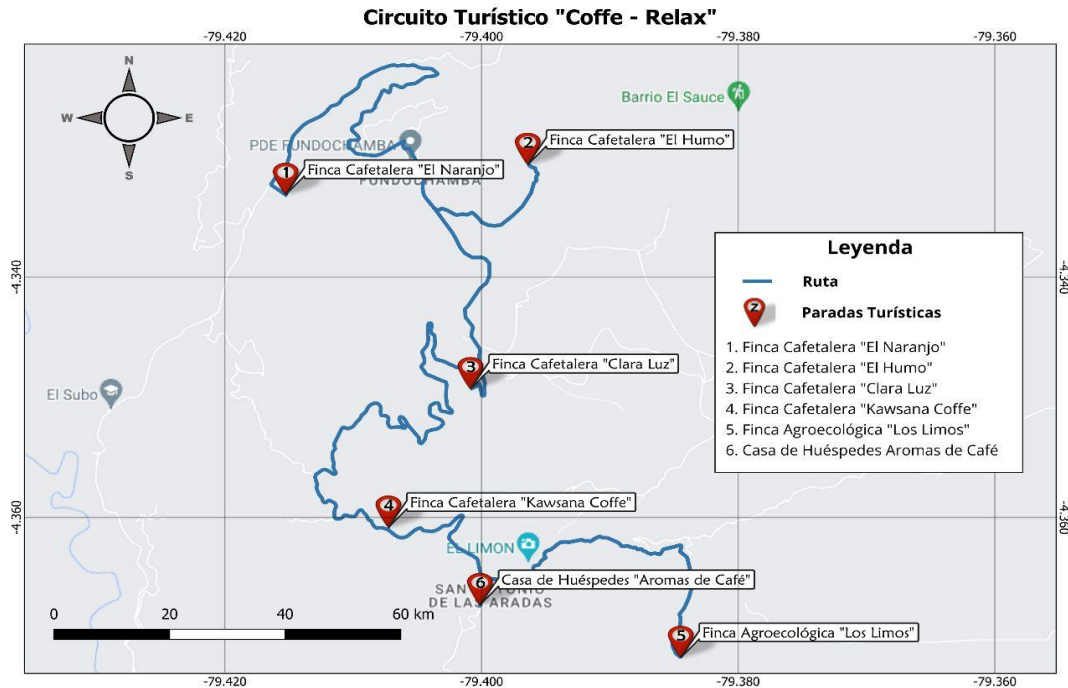 Circuito Turístico "Coffe - Relax"
-79.420
-79.400
-79.380
-79.360
N
W
E
S
Barrio El Sauce
PDE FUNDOCHAMBA
2
Finca Cafetalera "El Humo"
1
Finca Cafetalera "El Naranjo"
FUNDOCHAMBA
-4.340
-4.340
Leyenda
Ruta
z
Paradas Turísticas
1. Finca Cafetalera "El Naranjo"
2. Finca Cafetalera "El Humo"
3. Finca Cafetalera "Clara Luz"
4. Finca Cafetalera "Kawsana Coffe"
5. Finca Agroecológica "Los Limos"
6. Casa de Huéspedes Aromas de Café
3
Finca Cafetalera "Clara Luz"
El Subo
4
Finca Cafetalera "Kawsana Coffe"
-4.360
-4.360
EL LIMON
6
Casa de Huéspedes "Aromas de Café"
DE LAS ARADAS
0
20
40
60 km
5
Finca Agroecológica "Los Limos"
-79.420
-79.400
-79.380
-79.360